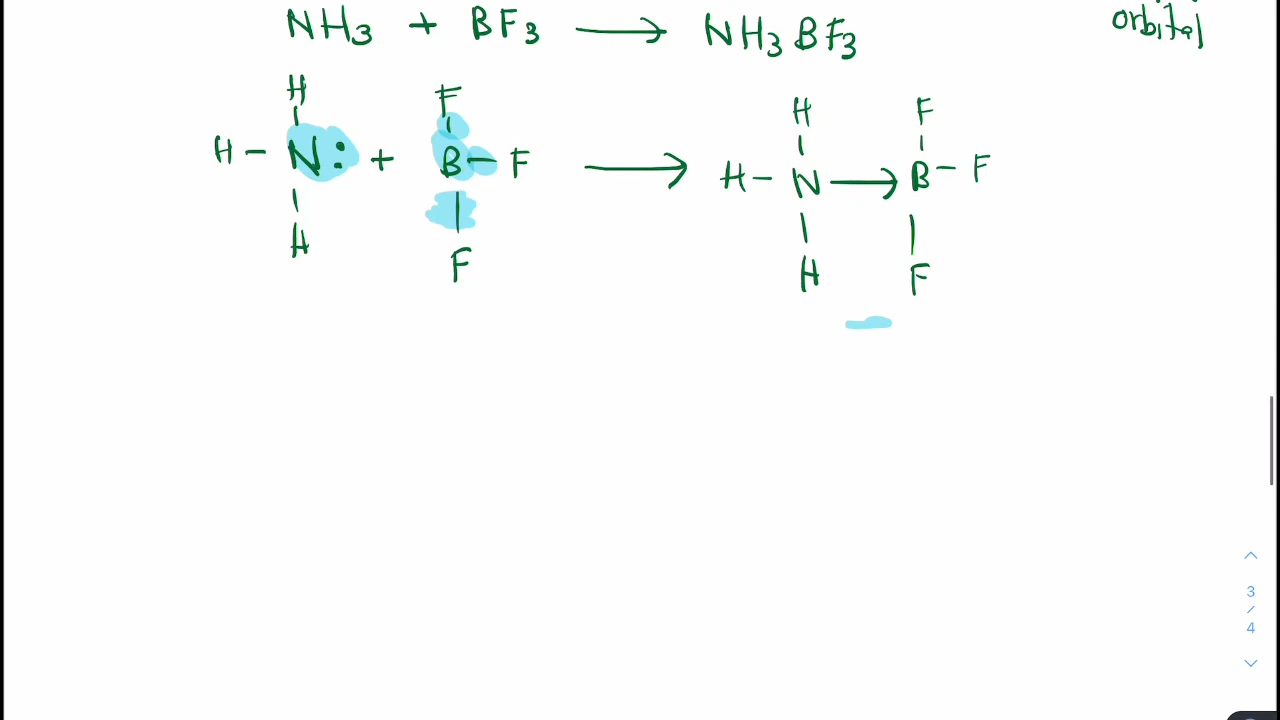 NH3 + BF3 ⟶ NH3BF3
orbital
H F H F
H - N: + B - F ⟶ H - N ⟶ B - F
H F H F
3
/
4